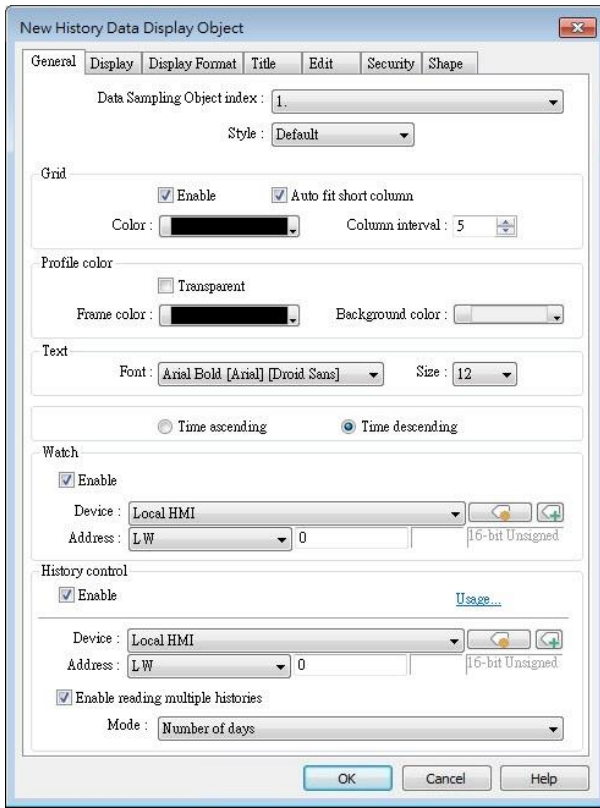 New History Data Display Object
General Display Display Format Title Edit Security Shape
Data Sampling Object index : 1.
Style : Default
Grid
Enable Auto fit short column
Color : Column interval : 5
Profile color
Transparent
Frame color : Background color :
Text
Font : Arial Bold [Arial] [Droid Sans] Size : 12
Time ascending Time descending
Watch
Enable
Device : Local HMI
Address : LW 0 16-bit Unsigned
History control
Enable Usage...
Device : Local HMI
Address : LW 0 16-bit Unsigned
Enable reading multiple histories
Mode : Number of days
OK Cancel Help